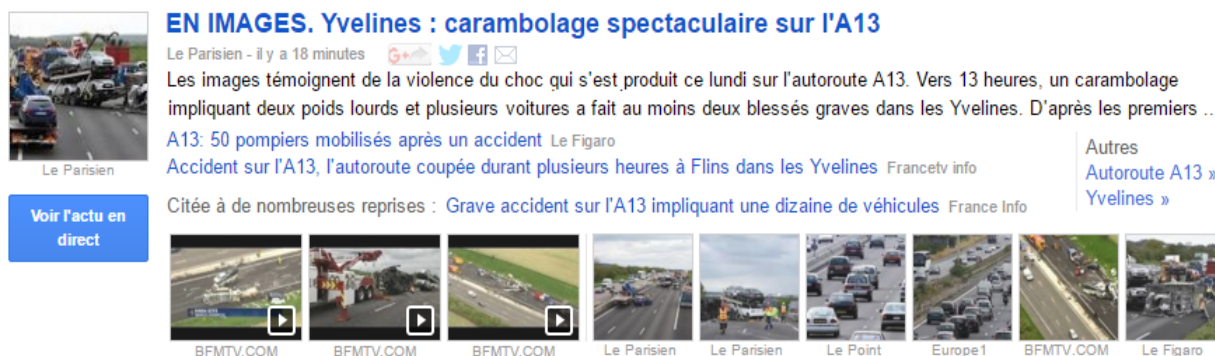 EN IMAGES. Yvelines : carambolage spectaculaire sur l'A13
Le Parisien - il y a 18 minutes G+
Les images témoignent de la violence du choc qui s'est produit ce lundi sur l'autoroute A13. Vers 13 heures, un carambolage
impliquant deux poids lourds et plusieurs voitures a fait au moins deux blessés graves dans les Yvelines. D'après les premiers ...
Le Parisien
A13: 50 pompiers mobilisés après un accident Le Figaro
Accident sur l'A13, l'autoroute coupée durant plusieurs heures à Flins dans les Yvelines Francetv info
Autres
Autoroute A13 »
Yvelines »
Voir l'actu en
direct
Citée à de nombreuses reprises : Grave accident sur l'A13 impliquant une dizaine de véhicules France Info
BFMTV.COM BFMTV.COM BFMTV.COM Le Parisien Le Parisien Le Point Europe1 BFMTV.COM Le Figaro